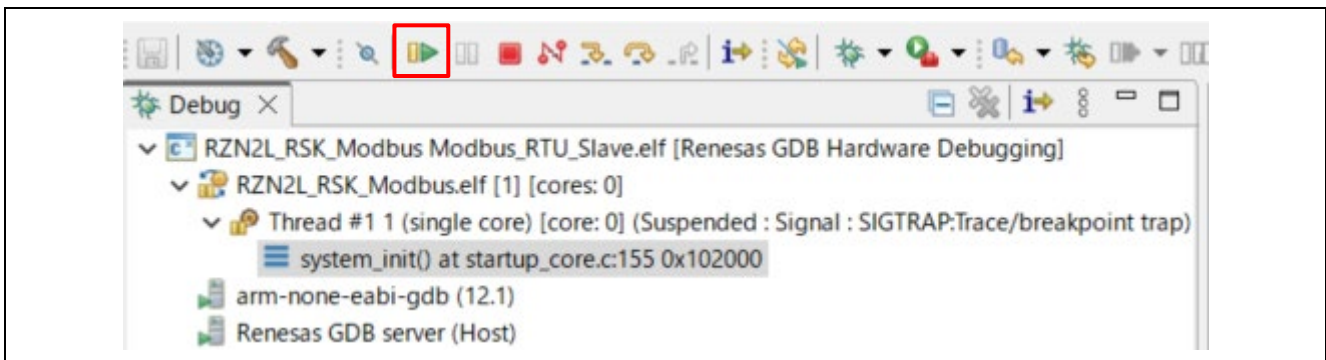 Debug
RZN2L_RSK_Modbus Modbus_RTU_Slave.elf [Renesas GDB Hardware Debugging]
RZN2L_RSK_Modbus.elf [1] [cores: 0]
Thread #1 1 (single core) [core: 0] (Suspended : Signal : SIGTRAP:Trace/breakpoint trap)
system_init() at startup_core.c:155 0x102000
arm-none-eabi-gdb (12.1)
Renesas GDB server (Host)